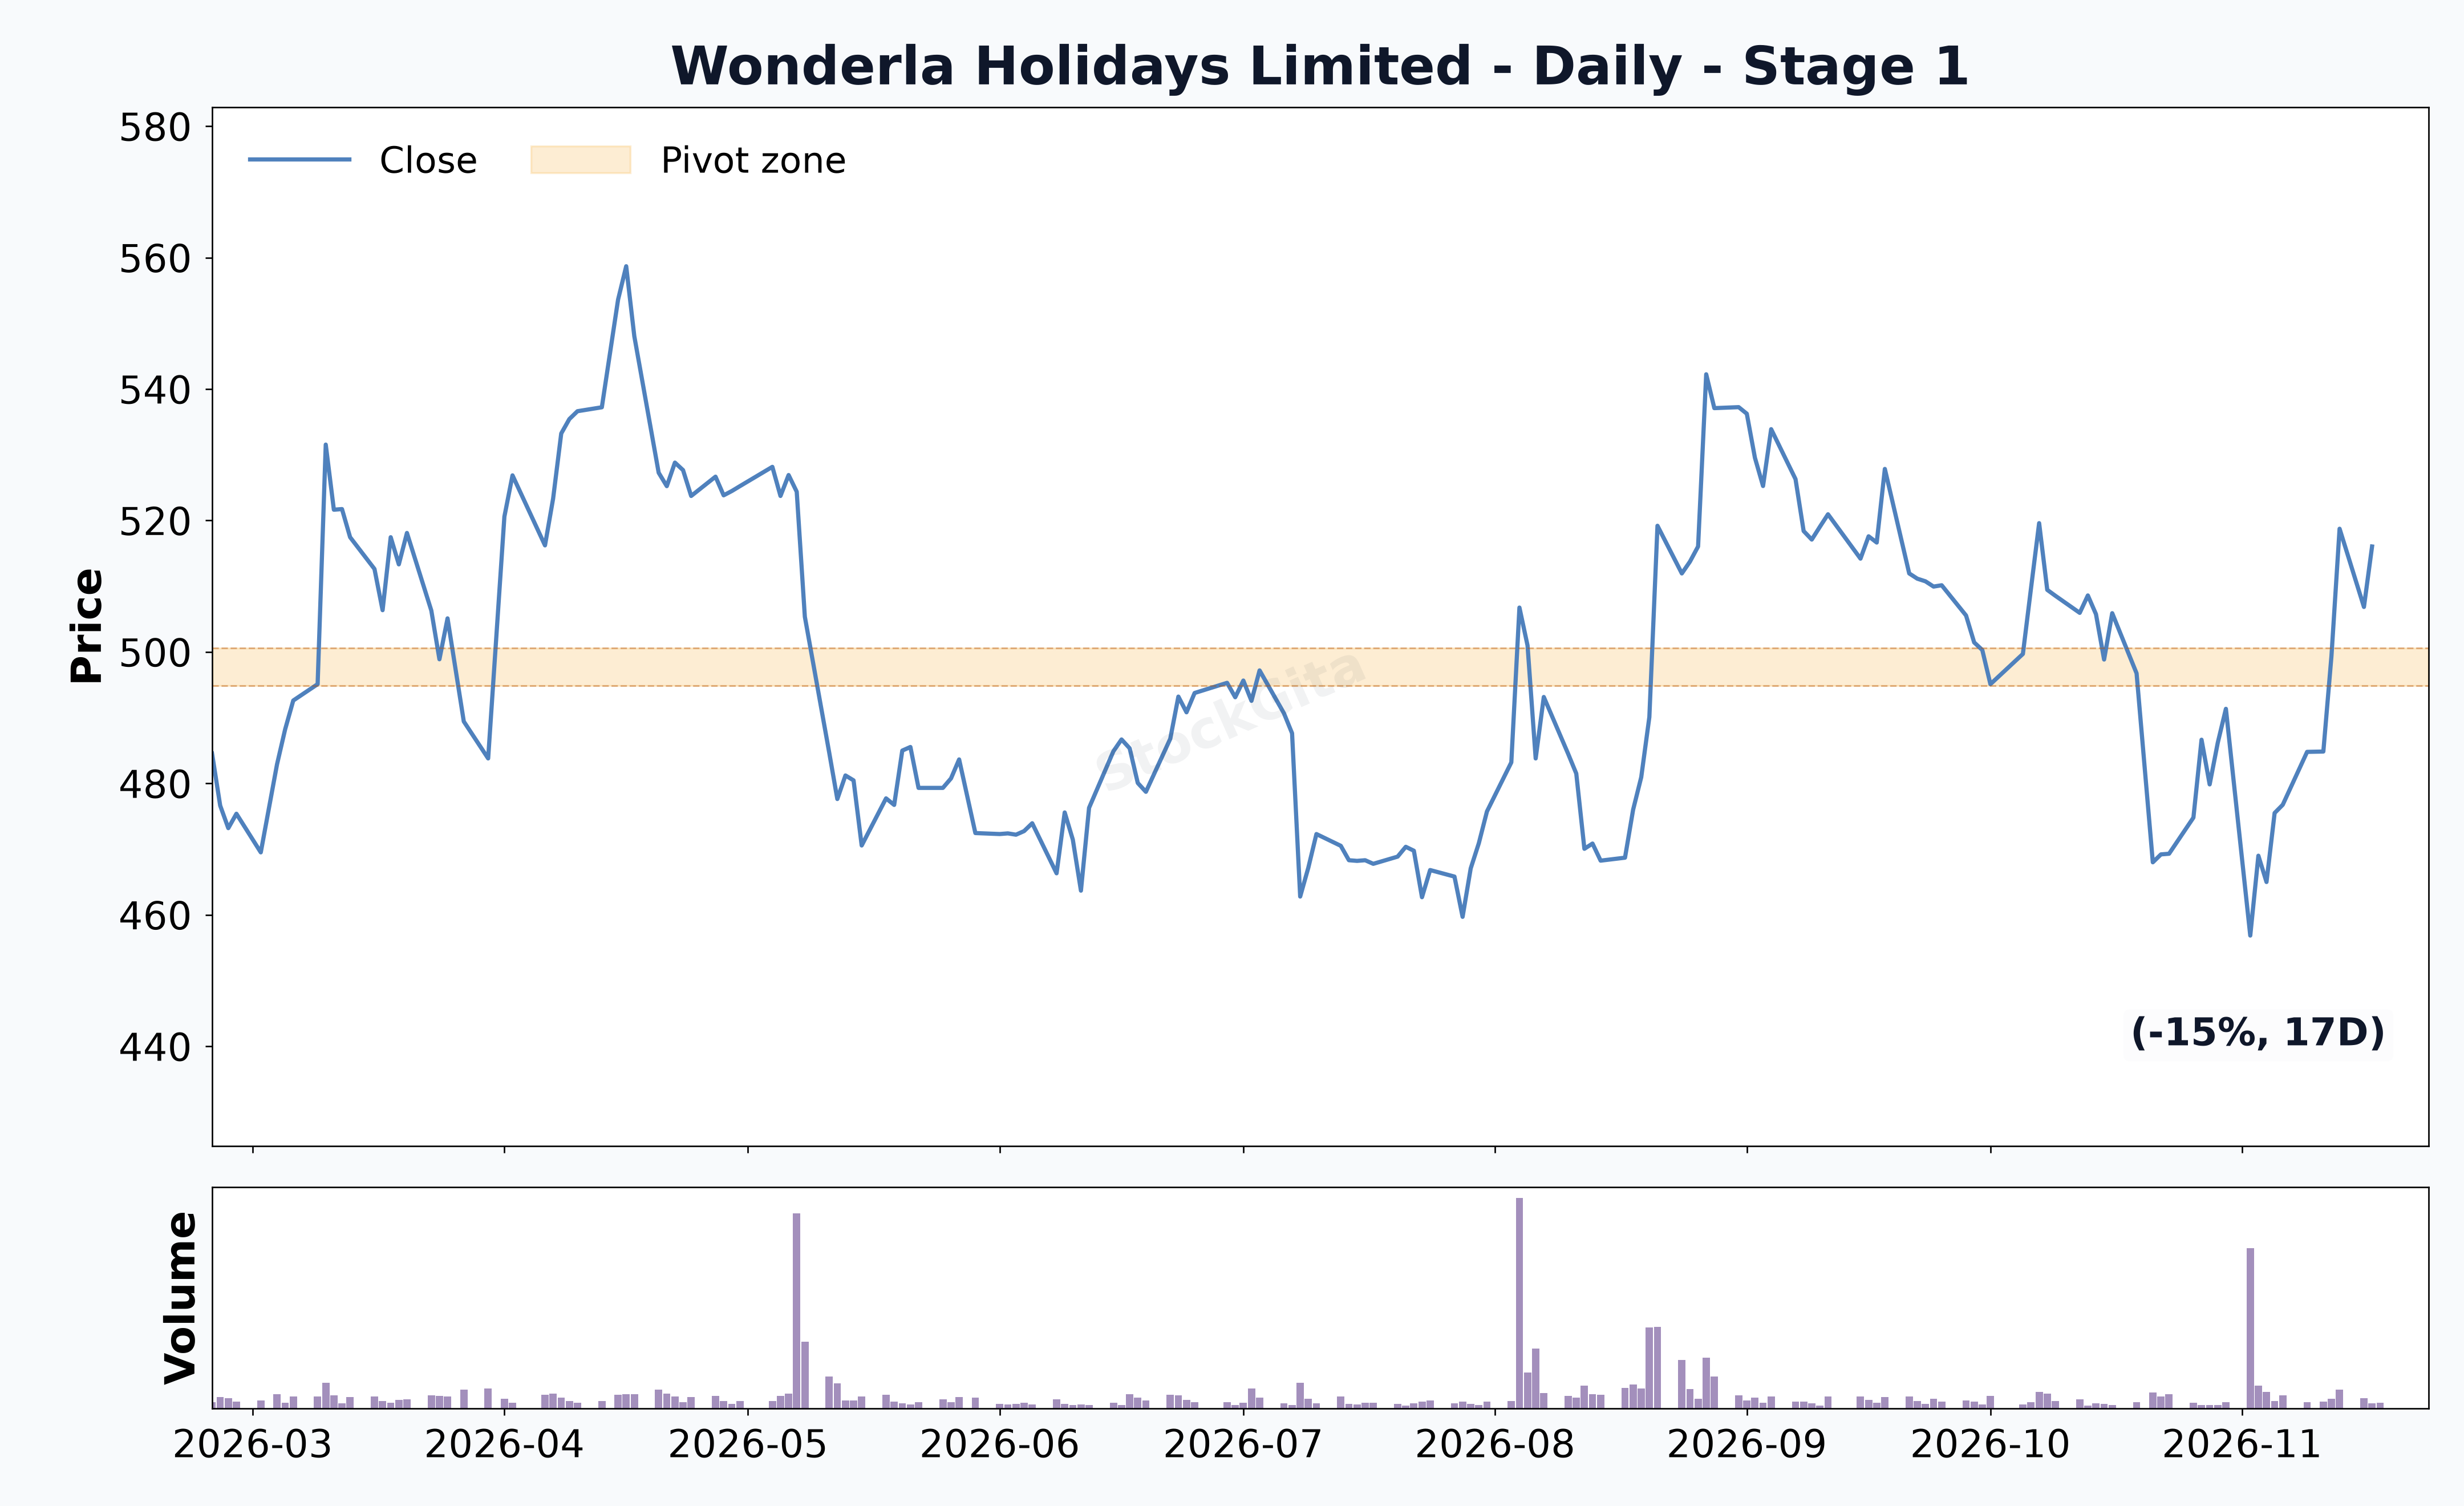 Wonderla Holidays Limited - Daily - Stage 1
Close
Pivot zone
580
560
540
520
500
480
460
440
Price
StockGita
(-15%, 17D)
Volume
2026-03
2026-04
2026-05
2026-06
2026-07
2026-08
2026-09
2026-10
2026-11